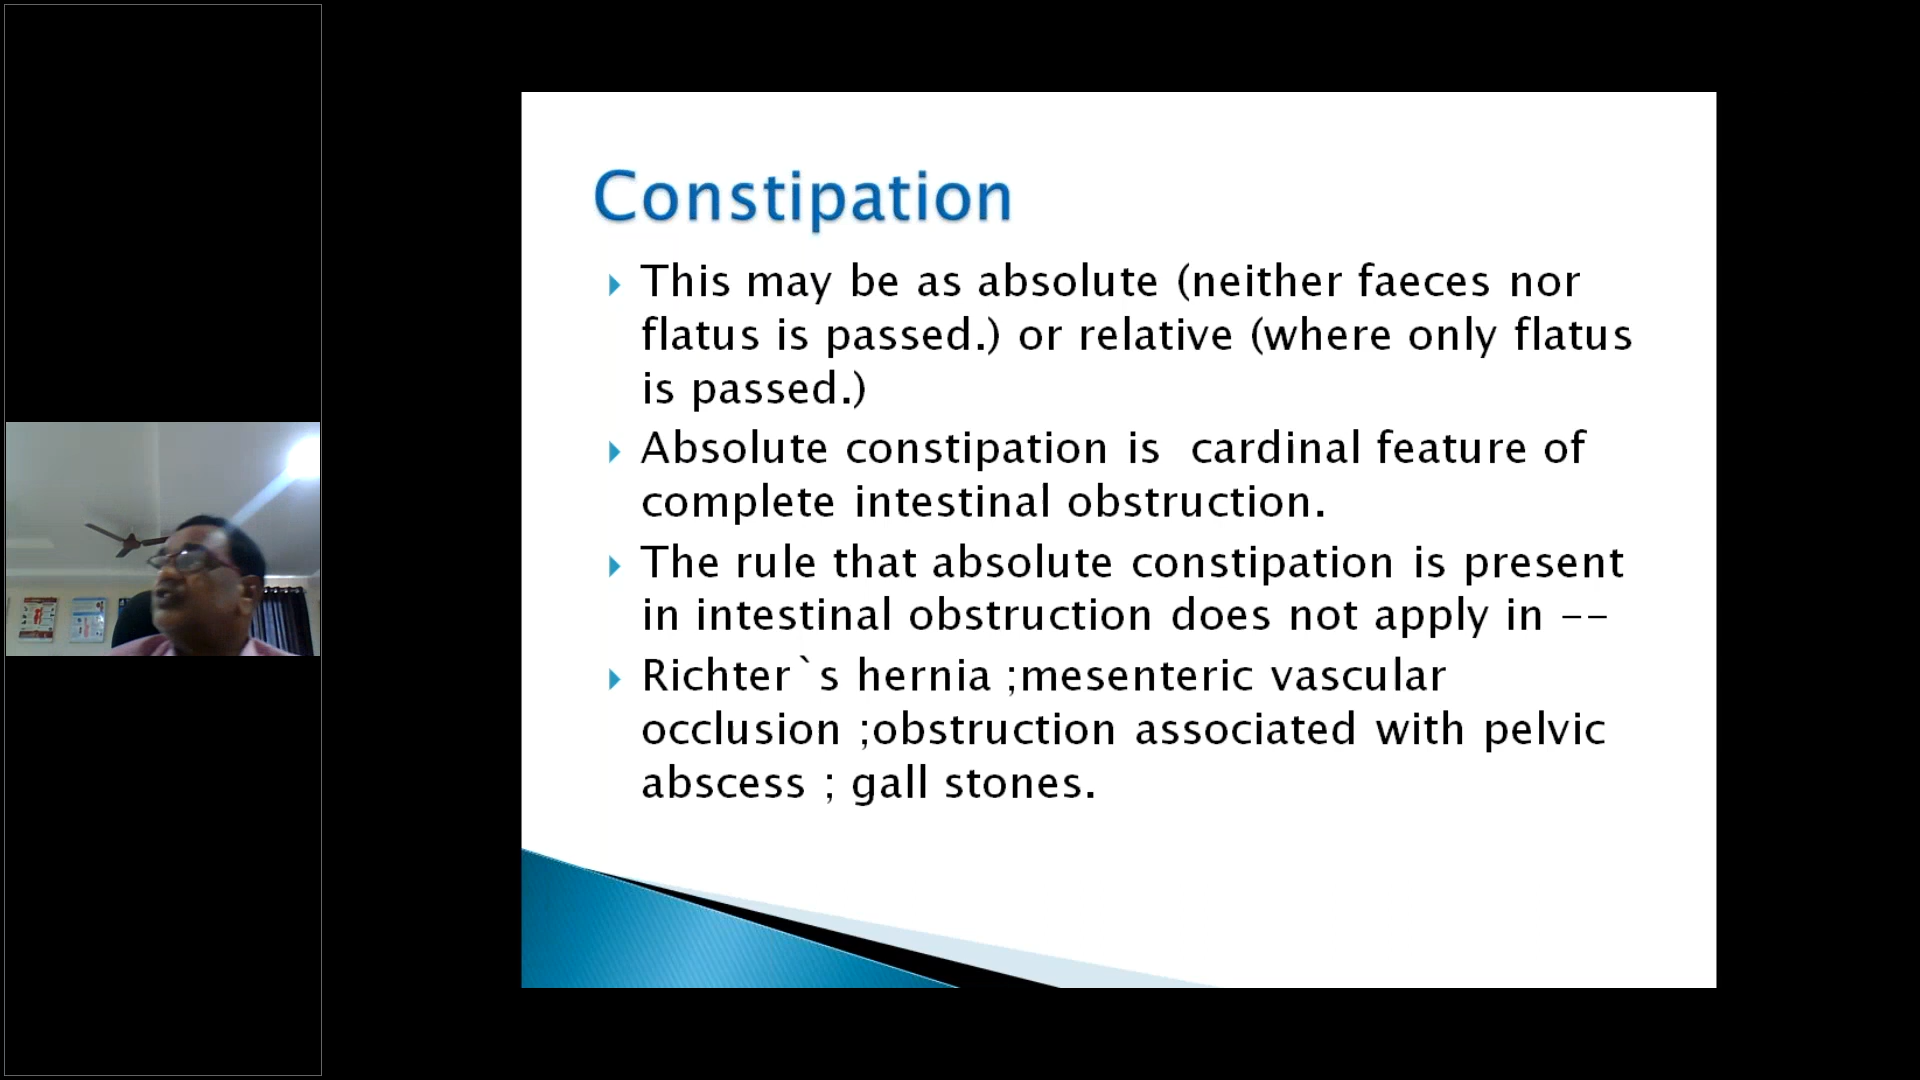 Constipation
This may be as absolute (neither faeces nor
flatus is passed.) or relative (where only flatus
is passed.)
Absolute constipation is  cardinal feature of
complete intestinal obstruction.
The rule that absolute constipation is present
in intestinal obstruction does not apply in --
Richter`s hernia ;mesenteric vascular
occlusion ;obstruction associated with pelvic
abscess ; gall stones.